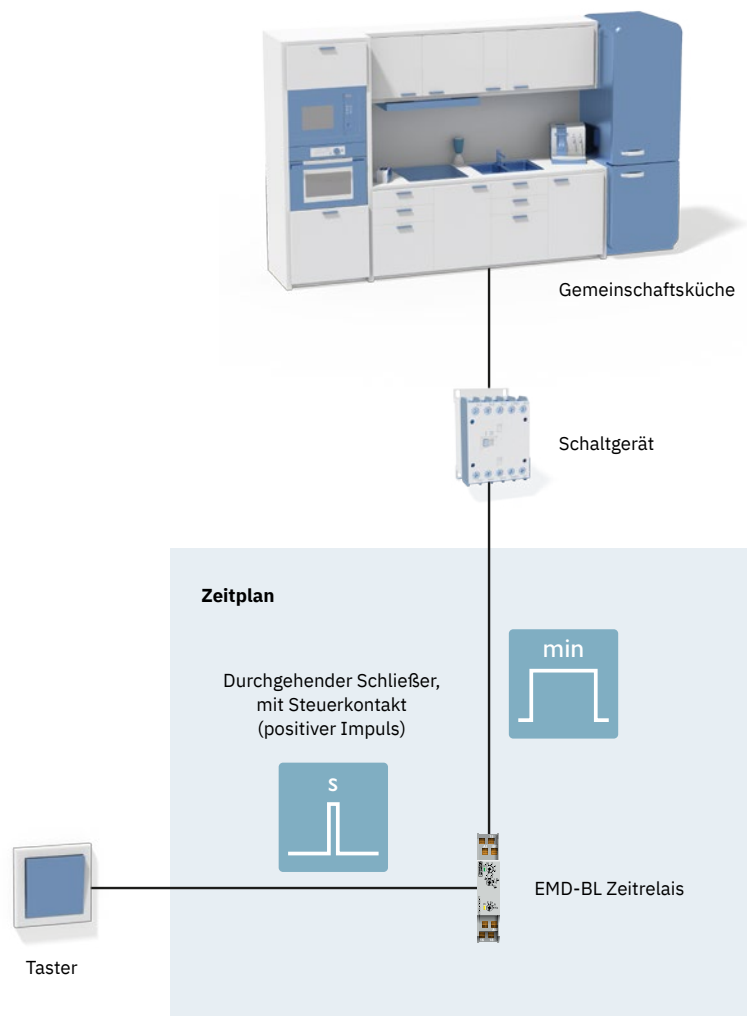 Gemeinschaftsküche
Schaltgerät
Zeitplan
min
Durchgehender Schließer,
mit Steuerkontakt
(positiver Impuls)
s
EMD-BL Zeitrelais
Taster